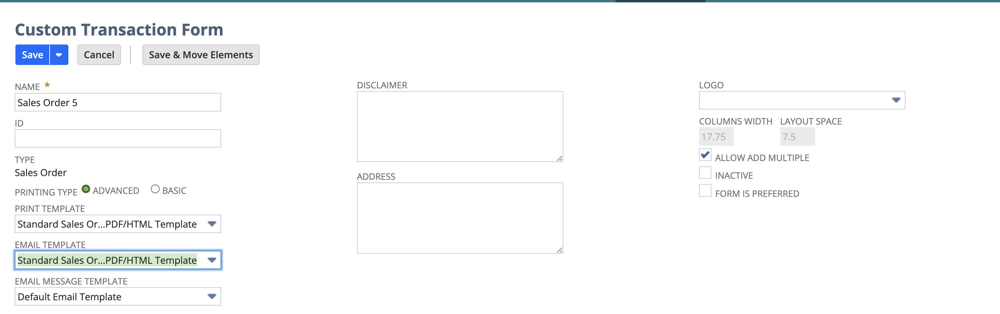 Custom Transaction Form
Save
Cancel
Save & Move Elements
NAME *
Sales Order 5
ID
TYPE
Sales Order
PRINTING TYPE ADVANCED BASIC
PRINT TEMPLATE
Standard Sales Or...PDF/HTML Template
EMAIL TEMPLATE
Standard Sales Or...PDF/HTML Template
EMAIL MESSAGE TEMPLATE
Default Email Template
DISCLAIMER
ADDRESS
LOGO
COLUMNS WIDTH LAYOUT SPACE
17.75 7.5
ALLOW ADD MULTIPLE
INACTIVE
FORM IS PREFERRED